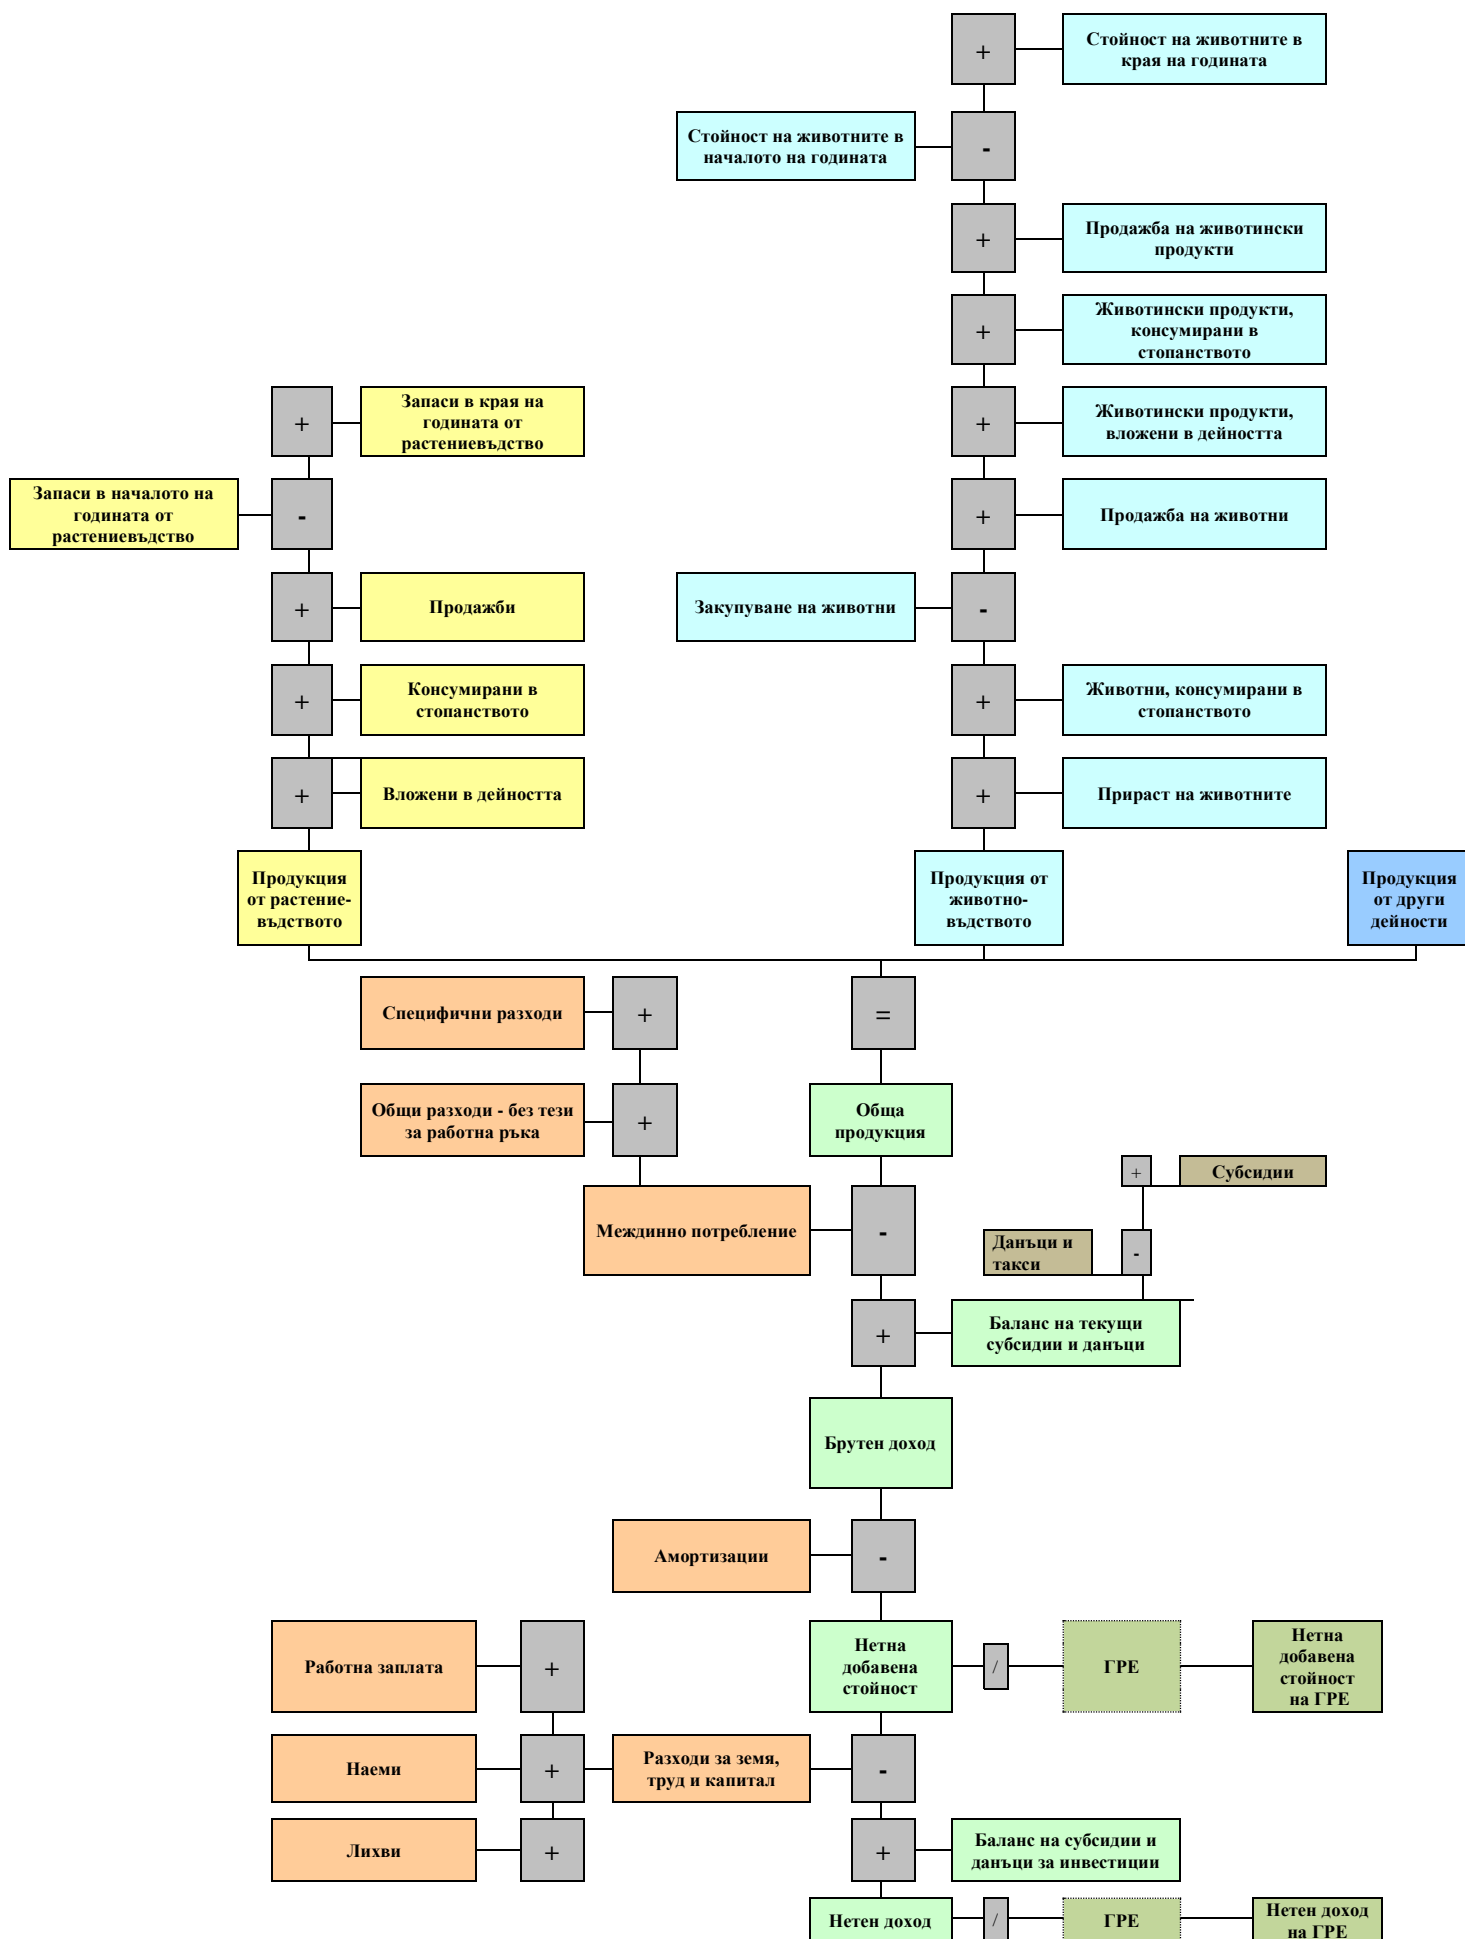 +
Стойност на животните в
края на годината
Стойност на животните в
началото на годината
-
+
Продажба на животински
продукти
+
Животински продукти,
консумирани в
стопанството
+
Запаси в края на
годината от
растениевъдство
+
Животински продукти,
вложени в дейността
Запаси в началото на
годината от
растениевъдство
-
+
Продажба на животни
+
Продажби
Закупуване на животни
-
+
Консумирани в
стопанството
+
Животни, консумирани в
стопанството
+
Вложени в дейността
+
Прираст на животните
Продукция
от растение-
въдството
Продукция от
животно-
въдството
Продукция
от други
дейности
Специфични разходи
+
=
Общи разходи - без тези
за работна ръка
+
Обща
продукция
+
Субсидии
Междинно потребление
-
Данъци и
такси
-
+
Баланс на текущи
субсидии и данъци
Брутен доход
Амортизации
-
Работна заплата
+
Нетна
добавена
стойност
/
ГРЕ
Нетна
добавена
стойност
на ГРЕ
Наеми
+
Разходи за земя,
труд и капитал
-
Лихви
+
+
Баланс на субсидии и
данъци за инвестиции
Нетен доход
/
ГРЕ
Нетен доход
на ГРЕ